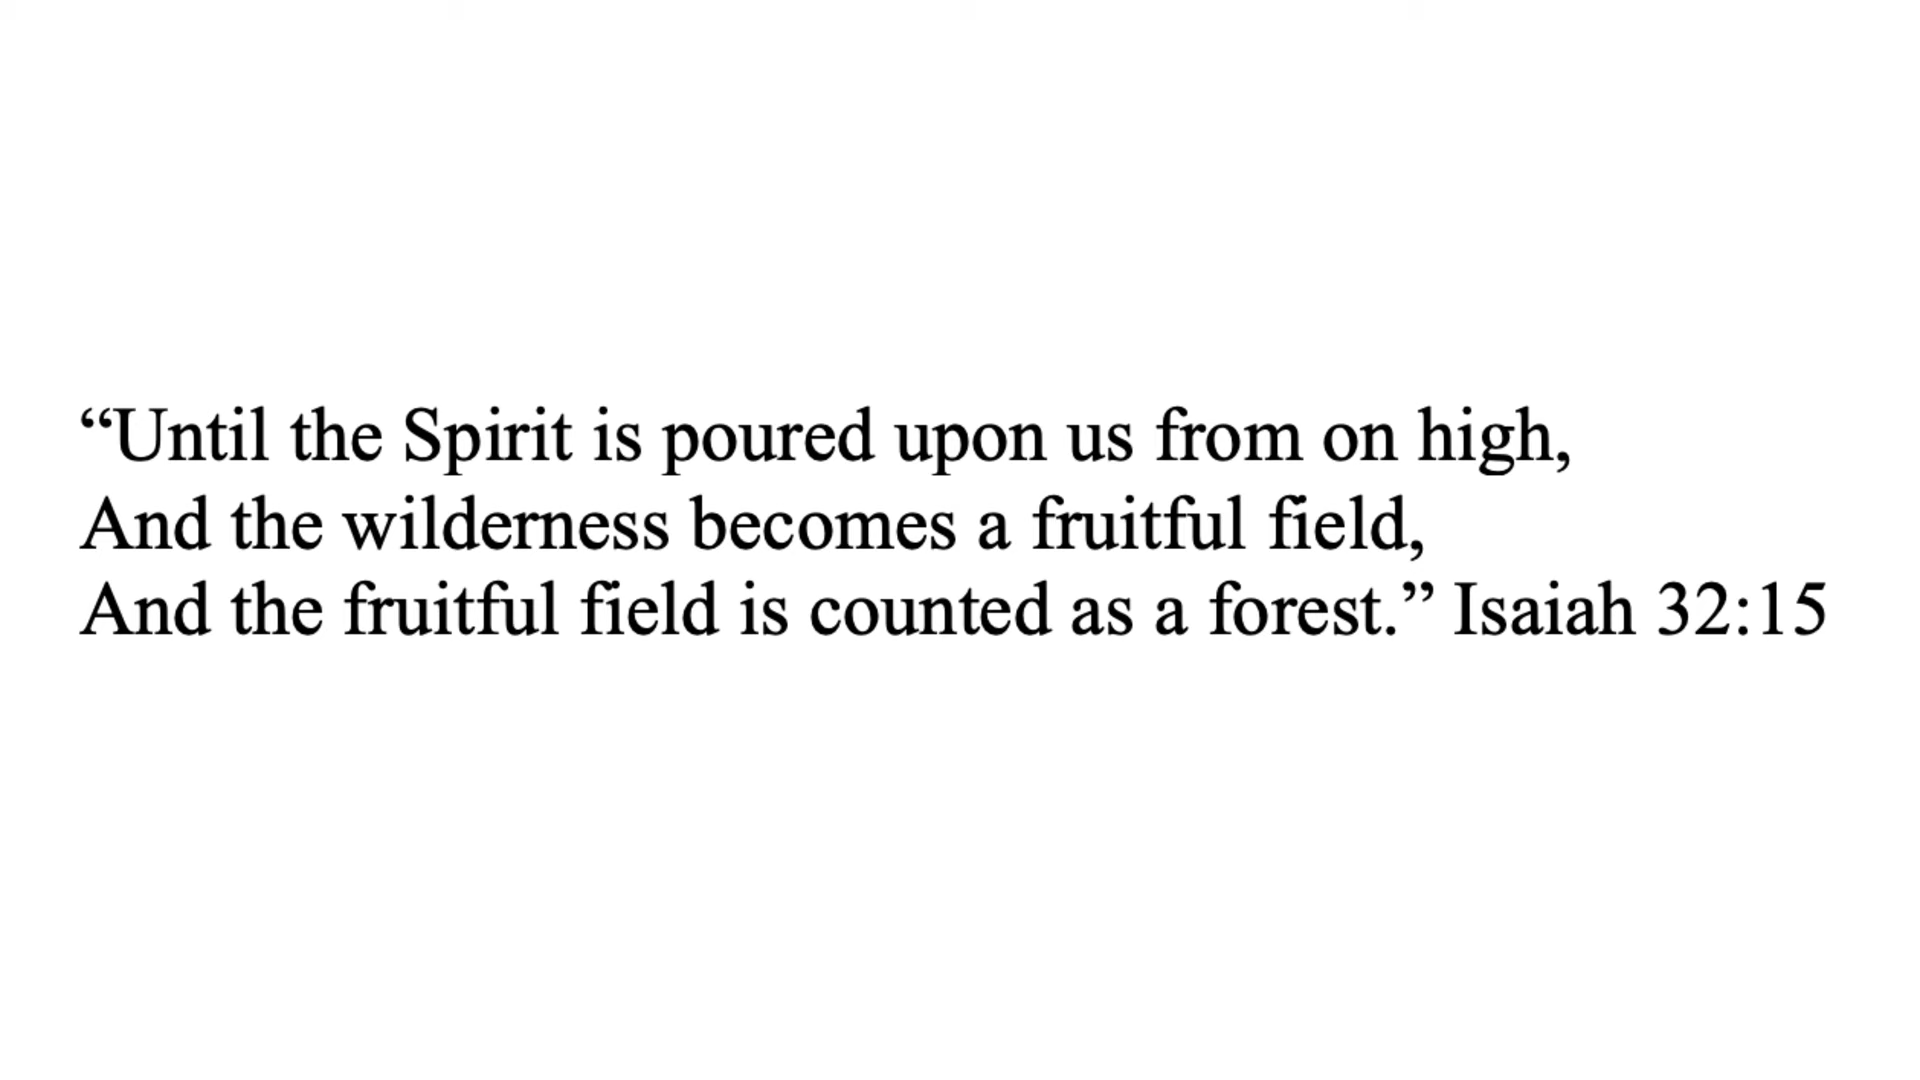 “Until the Spirit is poured upon us from on high,
And the wilderness becomes a fruitful field,
And the fruitful field is counted as a forest.” Isaiah 32:15